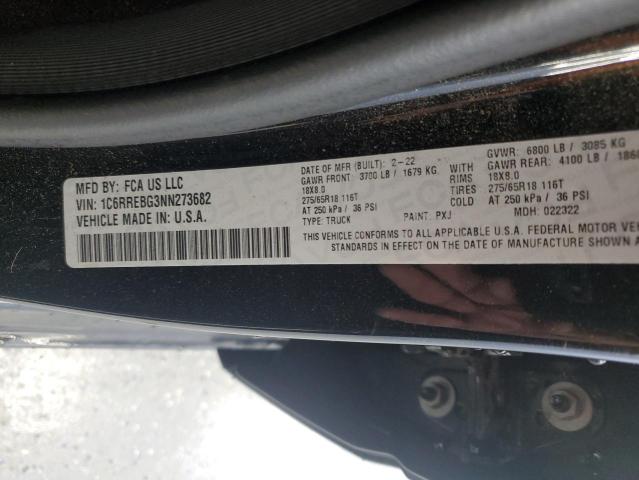 MFD BY: FCA US LLC
VIN: 1C6RREBG3NN273682
VEHICLE MADE IN: U.S.A.
DATE OF MFR (BUILT): 2-22
GAWR FRONT: 3700 LB / 1679 KG
18X8.0
275/65R18 116T
AT 250 kPa / 36 PSI
TYPE: TRUCK
PAINT: PXJ
RIMS
TIRES
GVWR: 6800 LB / 3085 KG
GAWR REAR: 4100 LB /
18X8.0
275/65R18 116T
AT 250 kPa / 36 PSI
MDH: 022322
THIS VEHICLE CONFORMS TO ALL APPLICABLE U.S.A. FEDERAL MOTOR
STANDARDS IN EFFECT ON THE DATE OF MANUFACTURE SHOWN